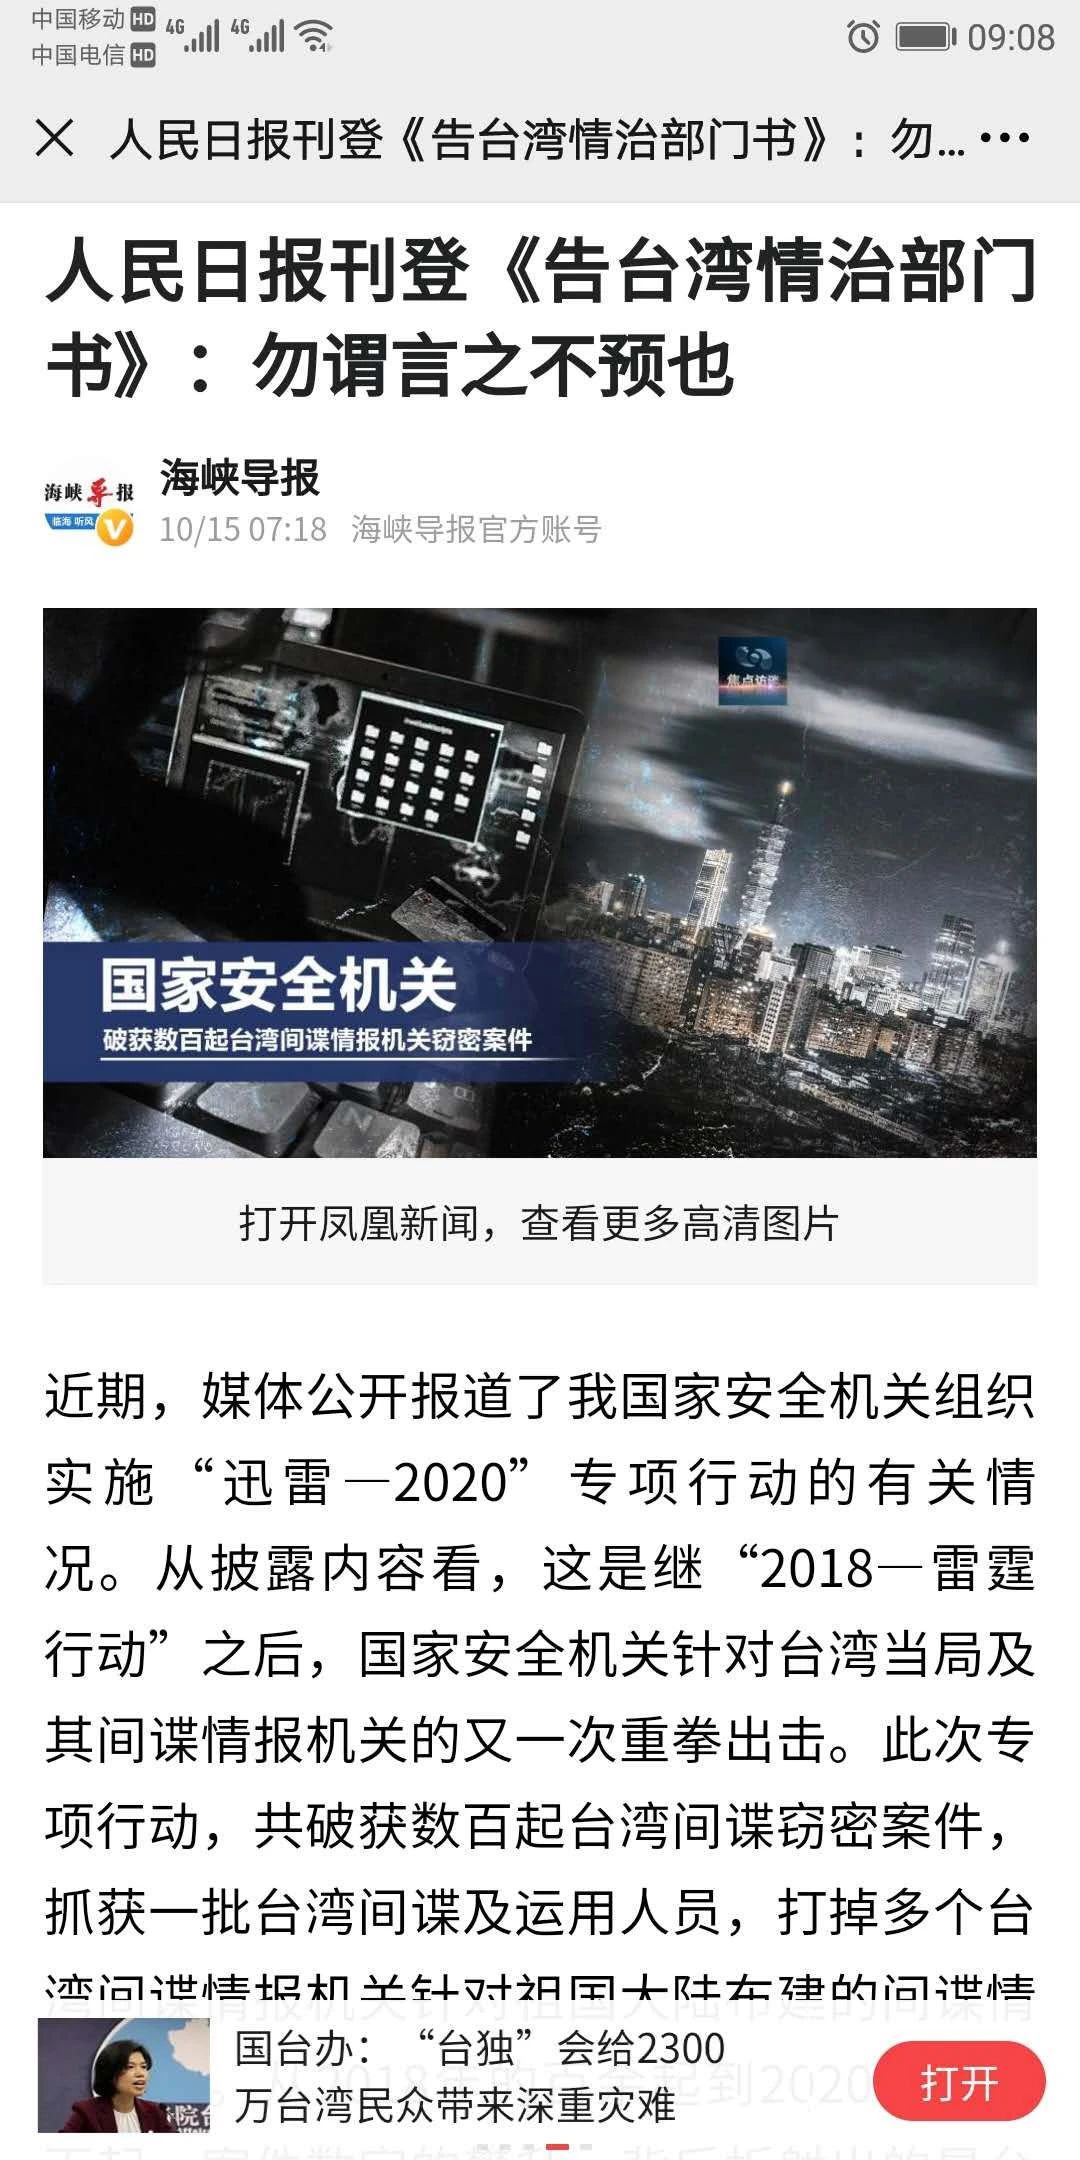 中国移动 HD 4G 4G 09:08
中国电信 HD
人民日报刊登《告台湾情治部门书》：勿...
人民日报刊登《告台湾情治部门
书》：勿谓言之不预也
海峡导报
临海 听风
海峡导报
10/15 07:18 海峡导报官方账号
焦点访谈
国家安全机关
破获数百起台湾间谍情报机关窃密案件
打开凤凰新闻，查看更多高清图片
近期，媒体公开报道了我国家安全机关组织
实施“迅雷—2020”专项行动的有关情
况。从披露内容看，这是继“2018—雷霆
行动”之后，国家安全机关针对台湾当局及
其间谍情报机关的又一次重拳出击。此次专
项行动，共破获数百起台湾间谍窃密案件，
抓获一批台湾间谍及运用人员，打掉多个台
湾间谍情报机关针对祖国大陆布建的间谍情
国台办：“台独”会给2300
万台湾民众带来深重灾难
打开